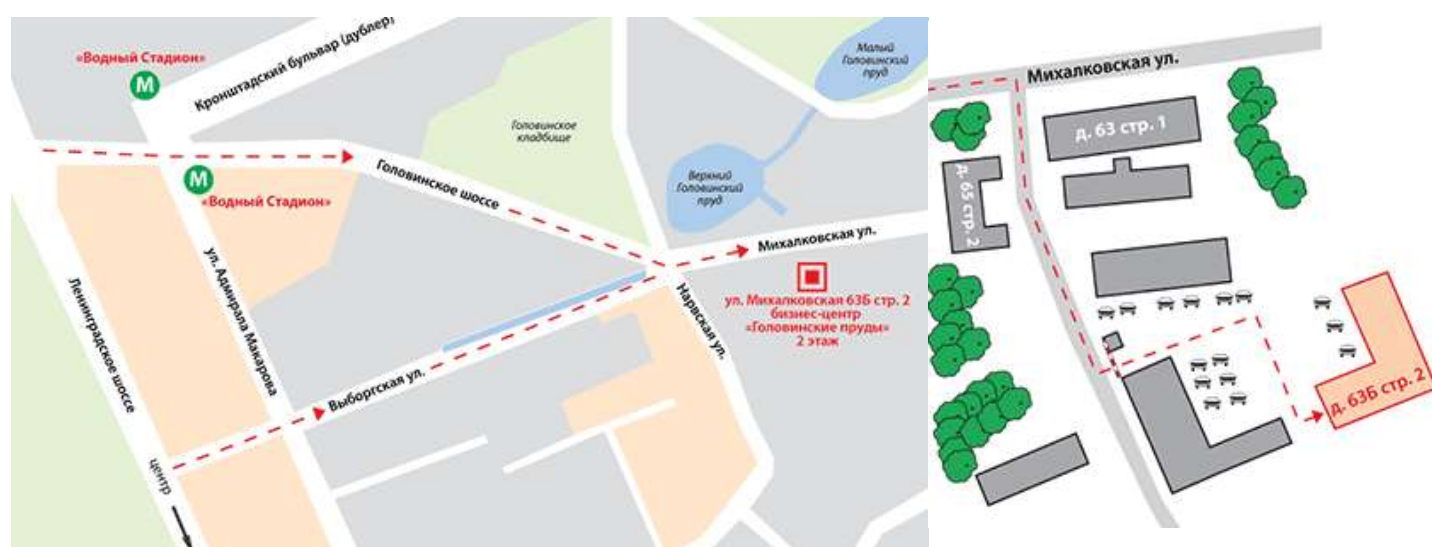 «Водный Стадион»
М
Кронштадский бульвар (дублер)
Малый
Головинский
пруд
Головинское
кладбище
М
«Водный Стадион»
Головинское шоссе
Верхний
Головинский
пруд
Михалковская ул.
ул. Михалковская 63Б стр. 2
бизнес-центр
«Головинские пруды»
2 этаж
Ленинградское шоссе
ул. Адмирала Макарова
Нарвская ул.
Выборгская ул.
центр
Михалковская ул.
д. 63 стр. 1
д. 65 стр. 2
д. 63Б стр. 2